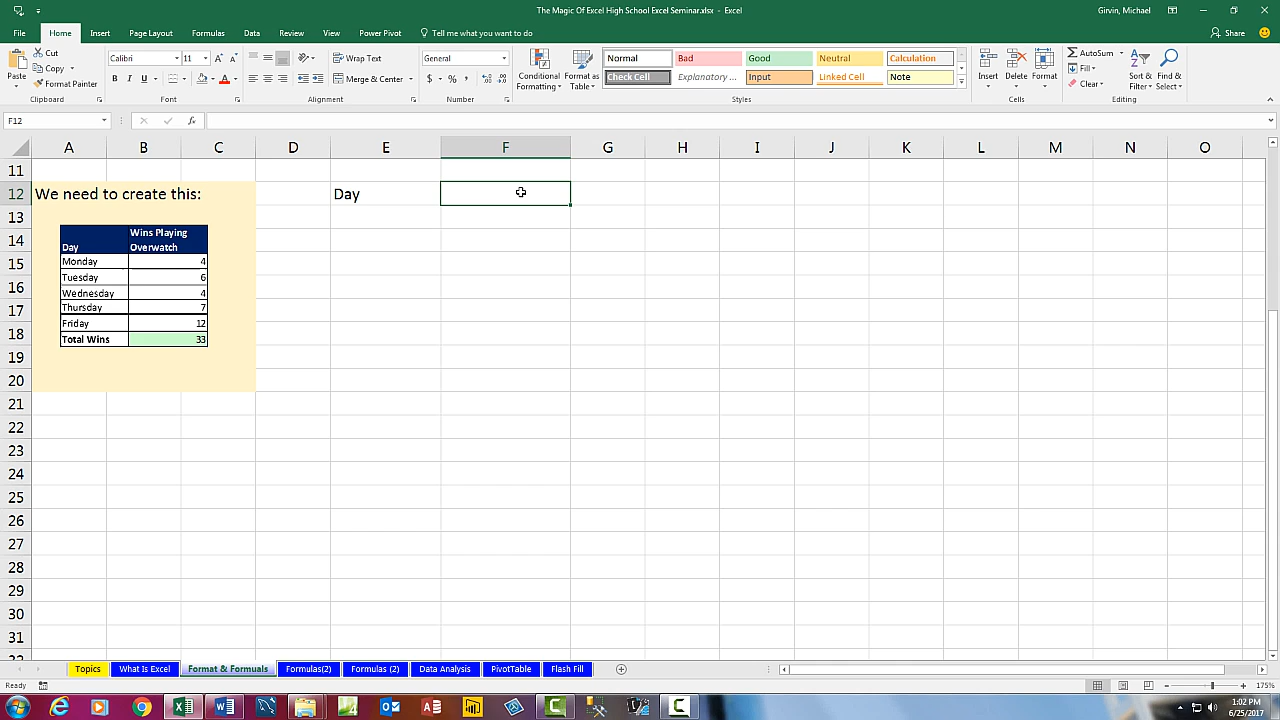 The Magic Of Excel High School Excel Seminar.xlsx - Excel
Girvin, Michael
File Home Insert Page Layout Formulas Data Review View Power Pivot Tell me what you want to do
Share
Cut
Copy
Format Painter
Paste
Clipboard
Calibri 11
B I U
Font
Wrap Text
Merge & Center
Alignment
General
$ % ,
Number
Conditional Formatting
Format as Table
Normal Bad Good Neutral Calculation
Check Cell Explanatory ... Input Linked Cell Note
Styles
Insert Delete Format
Cells
AutoSum
Fill
Clear
Sort & Filter
Find & Select
Editing
F12
fx
A B C D E F G H I J K L M N O
11
12 We need to create this: Day
13
14
15
16
17
18
19
20
21
22
23
24
25
26
27
28
29
30
31
Day Wins Playing Overwatch
Monday 4
Tuesday 6
Wednesday 4
Thursday 7
Friday 12
Total Wins 33
Topics What Is Excel Format & Formuals Formulas(2) Formulas (2) Data Analysis PivotTable Flash Fill
Ready
175%
1:02 PM
6/25/2017